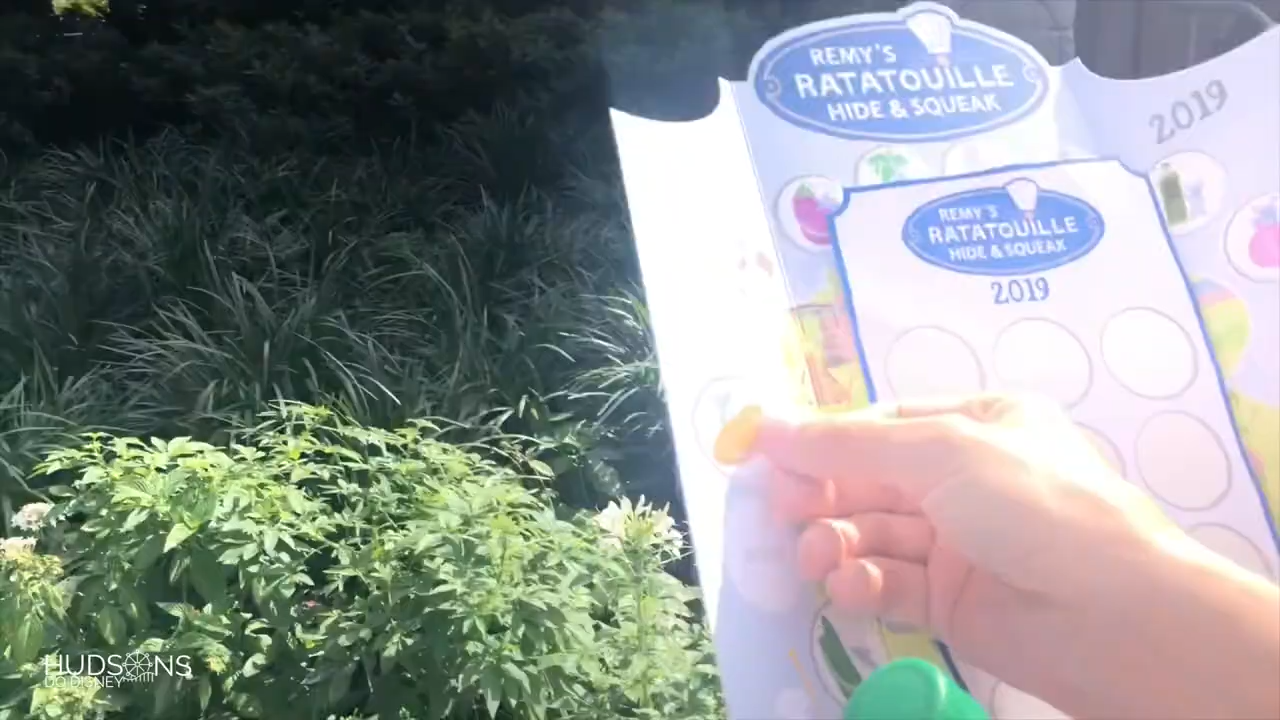 REMY'S
RATATOUILLE
HIDE & SQUEAK
2019
REMY'S
RATATOUILLE
HIDE & SQUEAK
2019
HUDSONS
DO DISNEY